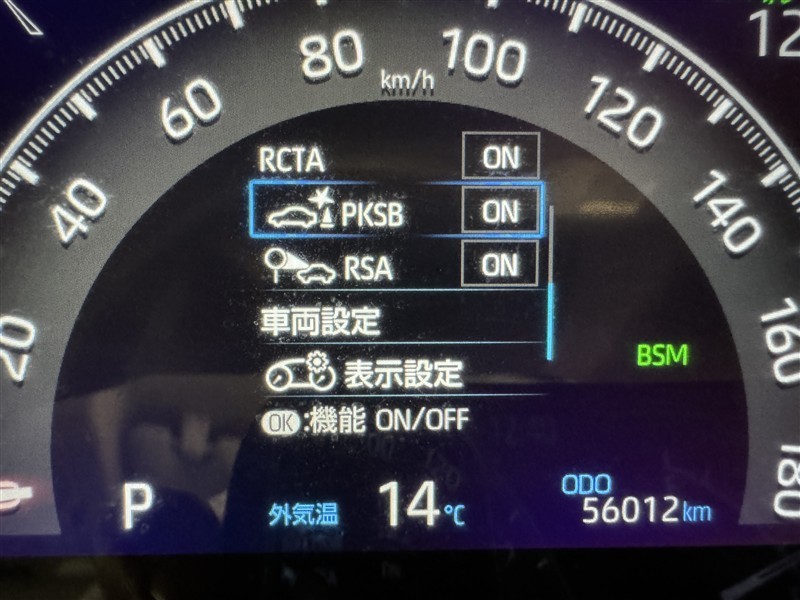 12
80
100
km/h
60
120
40
140
20
160
180
RCTA ON
PKSB ON
RSA ON
車両設定
表示設定
OK:機能 ON/OFF
BSM
P
外気温 14℃
ODO
56012km